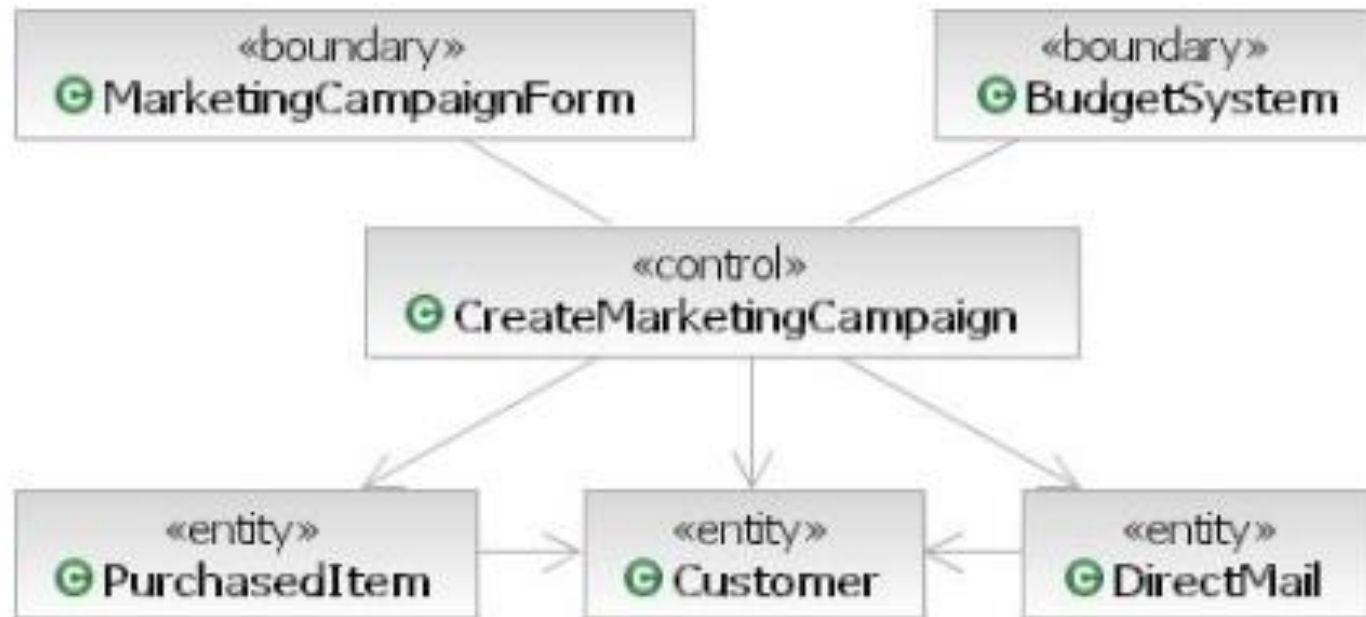 «boundary»
MarketingCampaignForm
«boundary»
BudgetSystem
«control»
CreateMarketingCampaign
«entity»
PurchasedItem
«entity»
Customer
«entity»
DirectMail